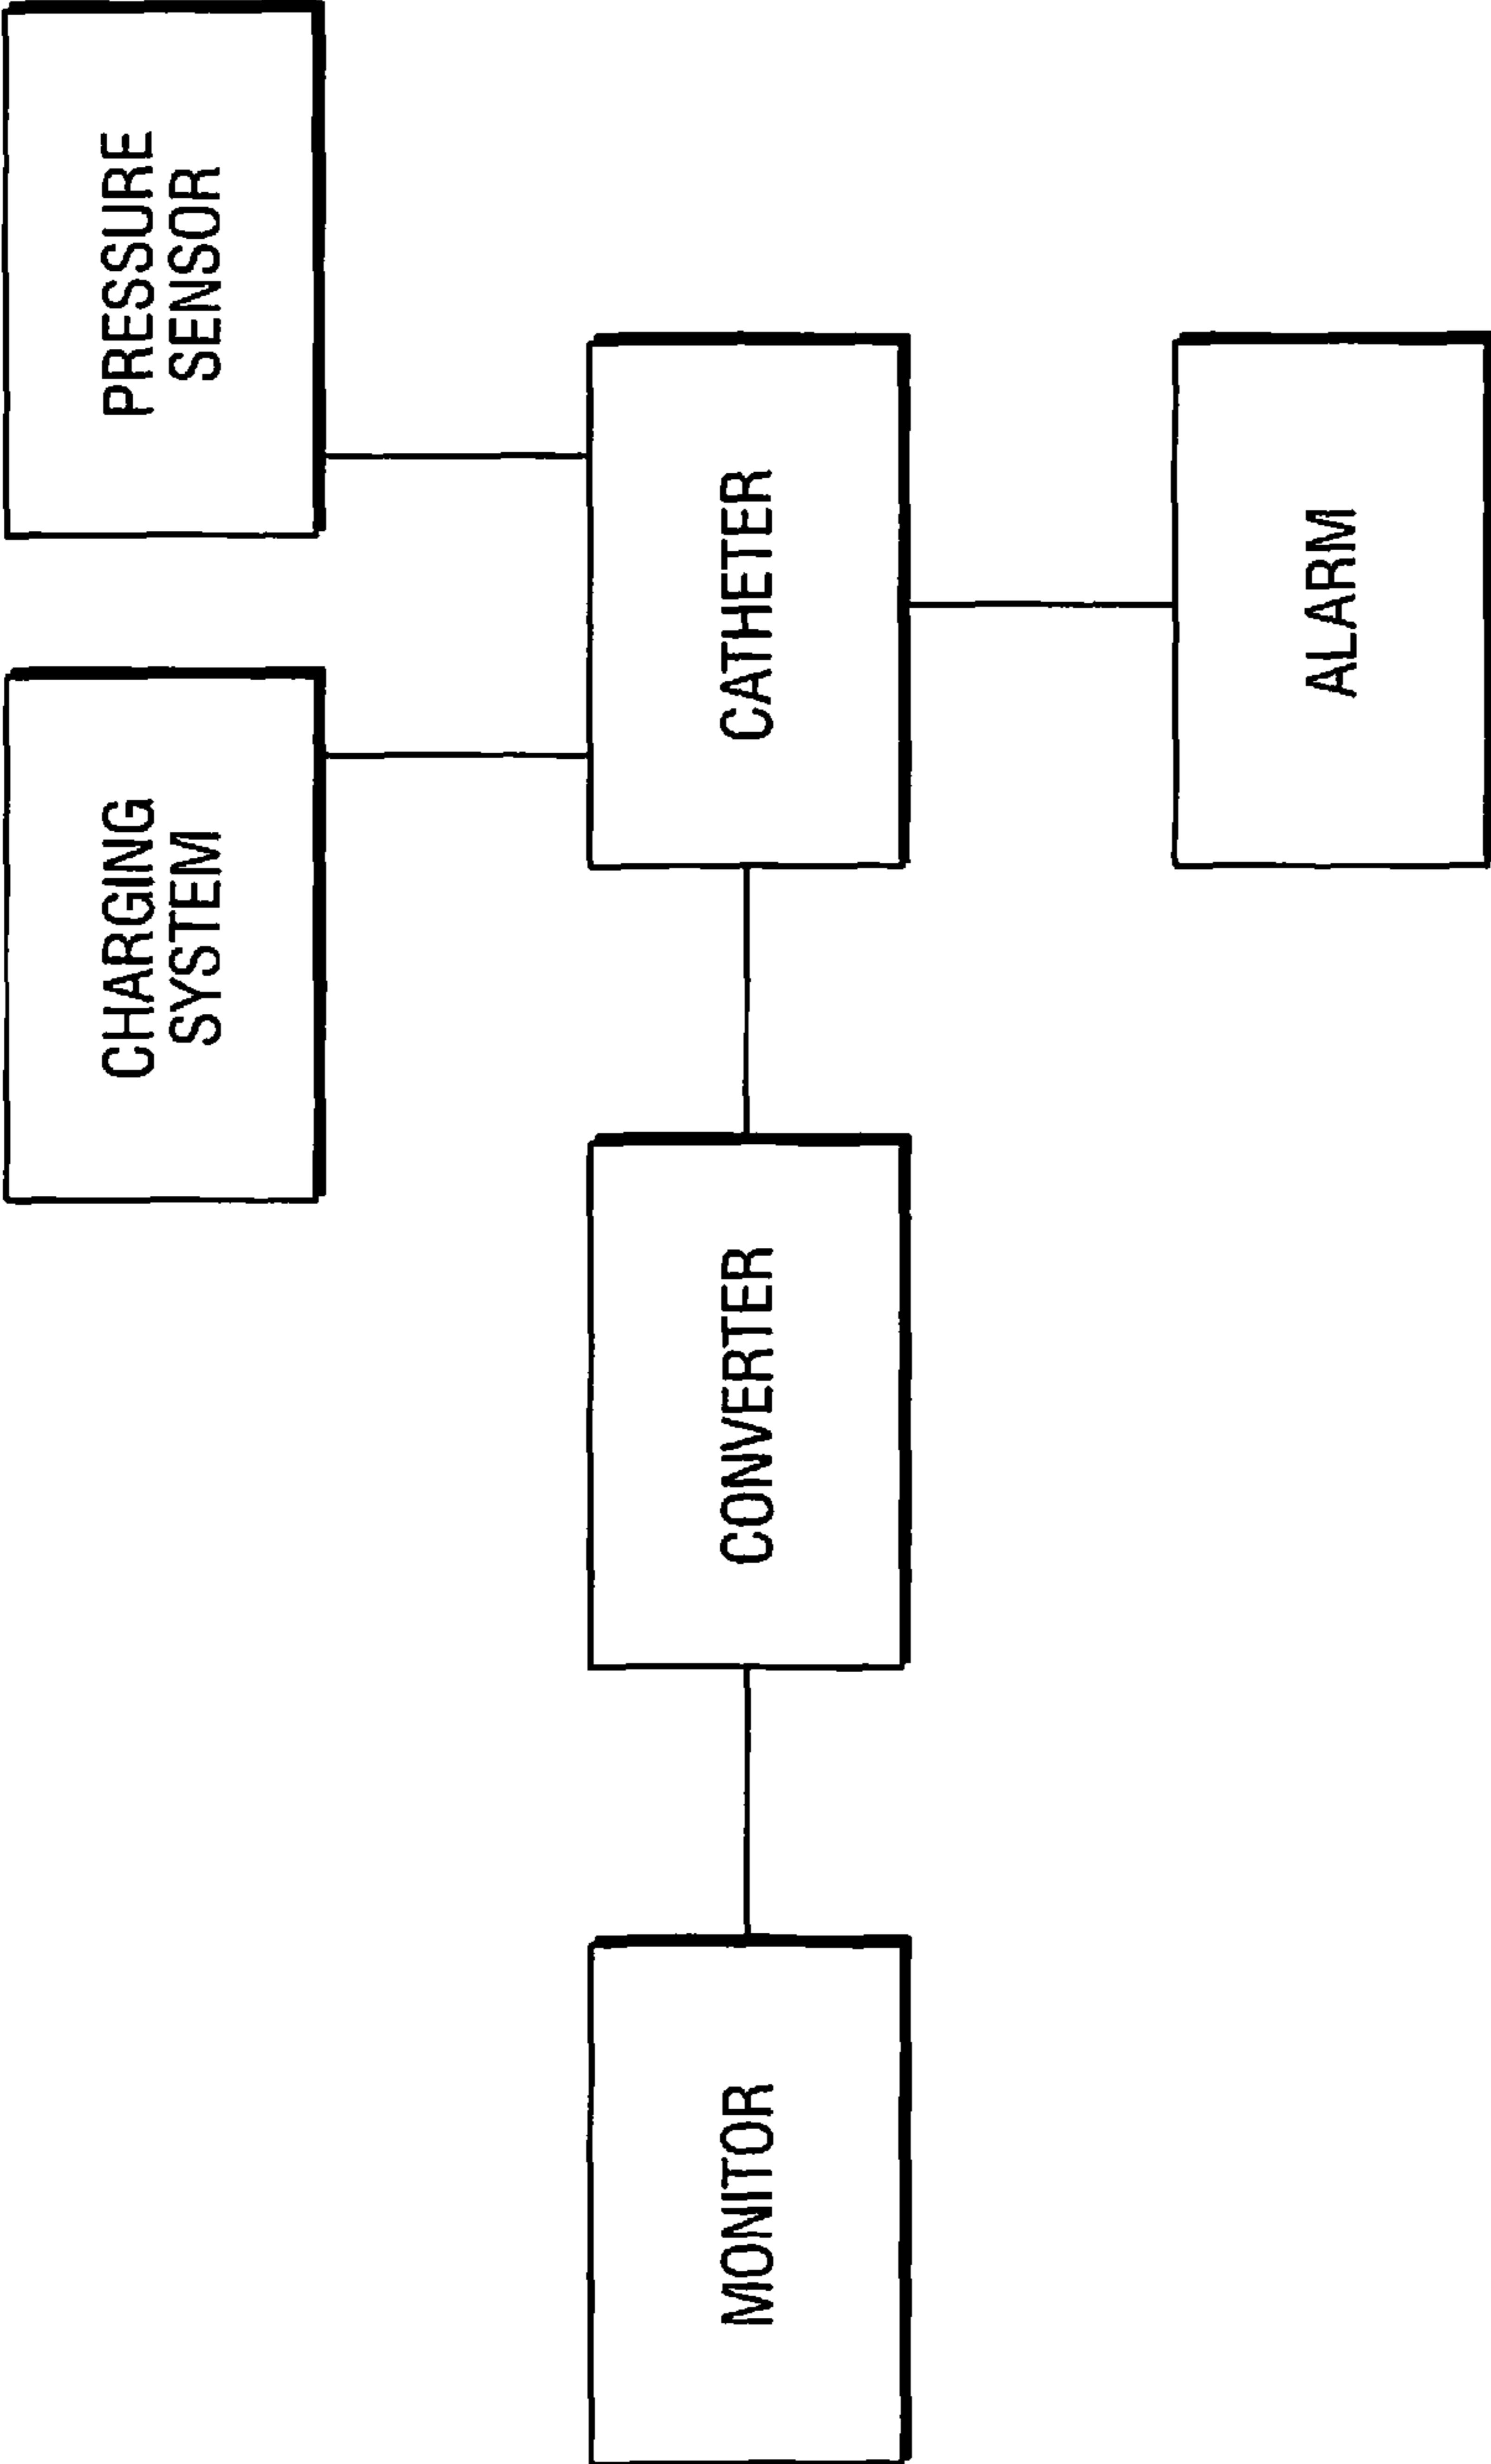 CHARGING
SYSTEM
PRESSURE
SENSOR
MONITOR
CONVERTER
CATHETER
ALARM